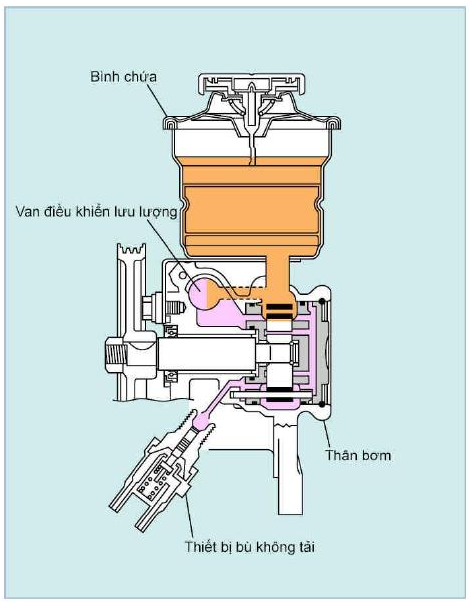 Bình chứa
Van điều khiển lưu lượng
Thân bơm
Thiết bị bù không tải